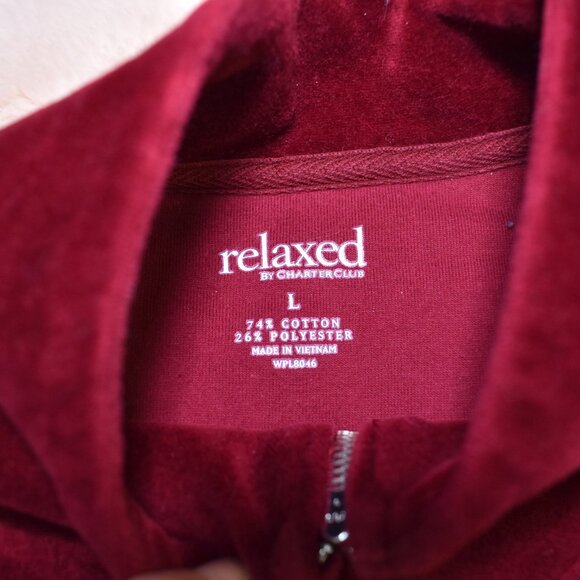 relaxed
BY CHARTER CLUB
L
74% COTTON
26% POLYESTER
MADE IN VIETNAM
WPL8046